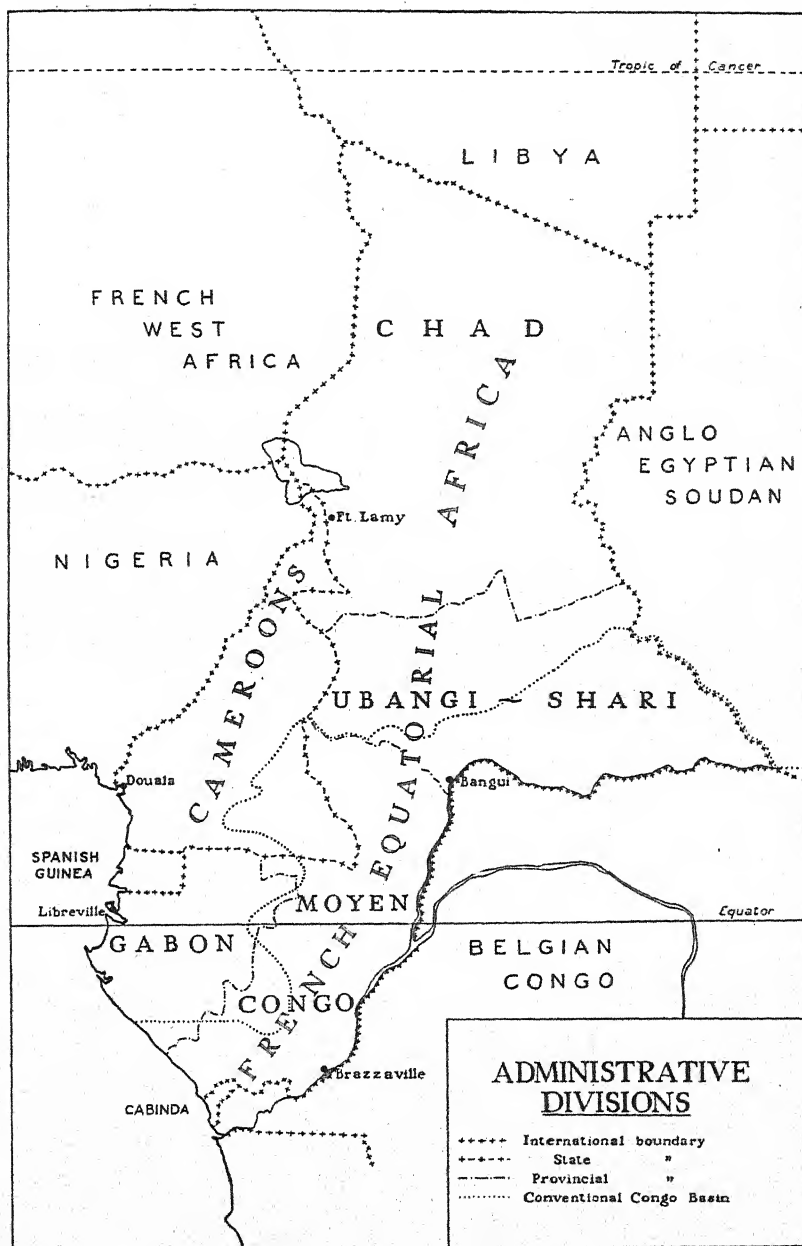 Tropic of Cancer
LIBYA
FRENCH
WEST
AFRICA
CHAD
ANGLO
EGYPTIAN
SOUDAN
Ft. Lamy
NIGERIA
CAMEROONS
FRENCH EQUATORIAL AFRICA
UBANGI - SHARI
Douala
Bangui
SPANISH
GUINEA
Libreville
MOYEN
Equator
GABON
BELGIAN
CONGO
CONGO
Brazzaville
CABINDA
ADMINISTRATIVE
DIVISIONS
International boundary
State "
Provincial "
Conventional Congo Basin